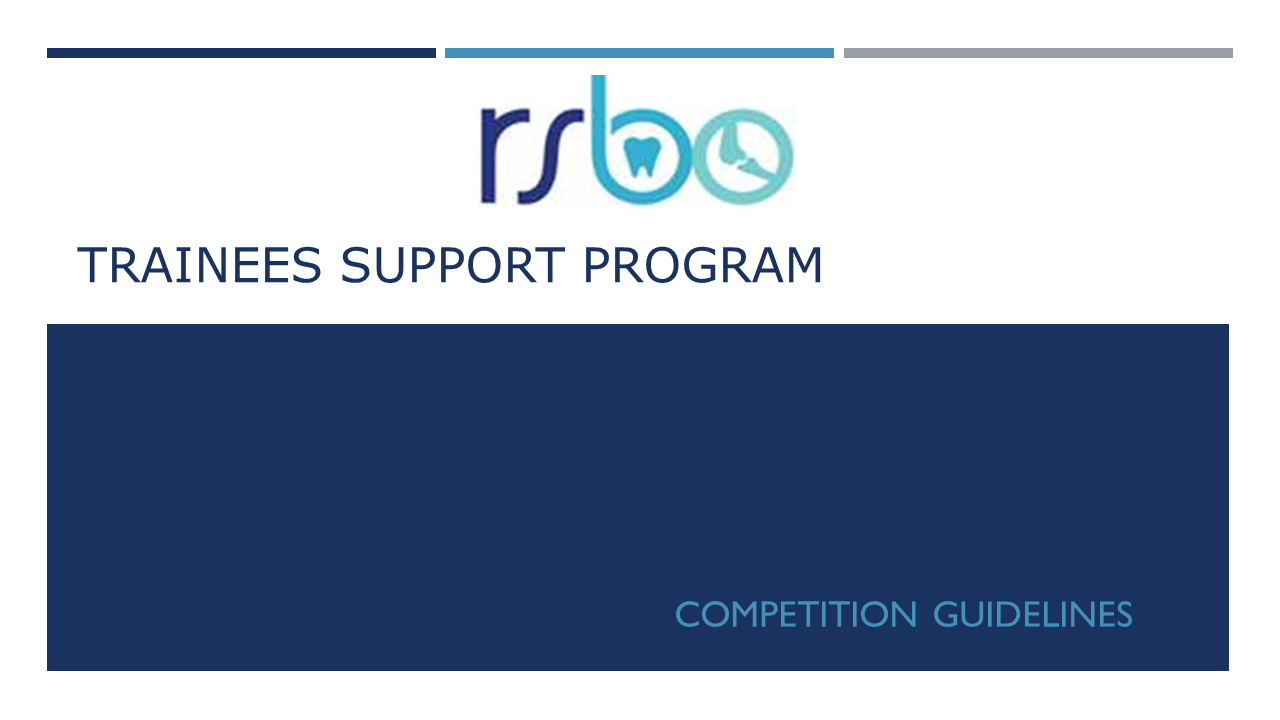 rsbo
TRAINEES SUPPORT PROGRAM
COMPETITION GUIDELINES